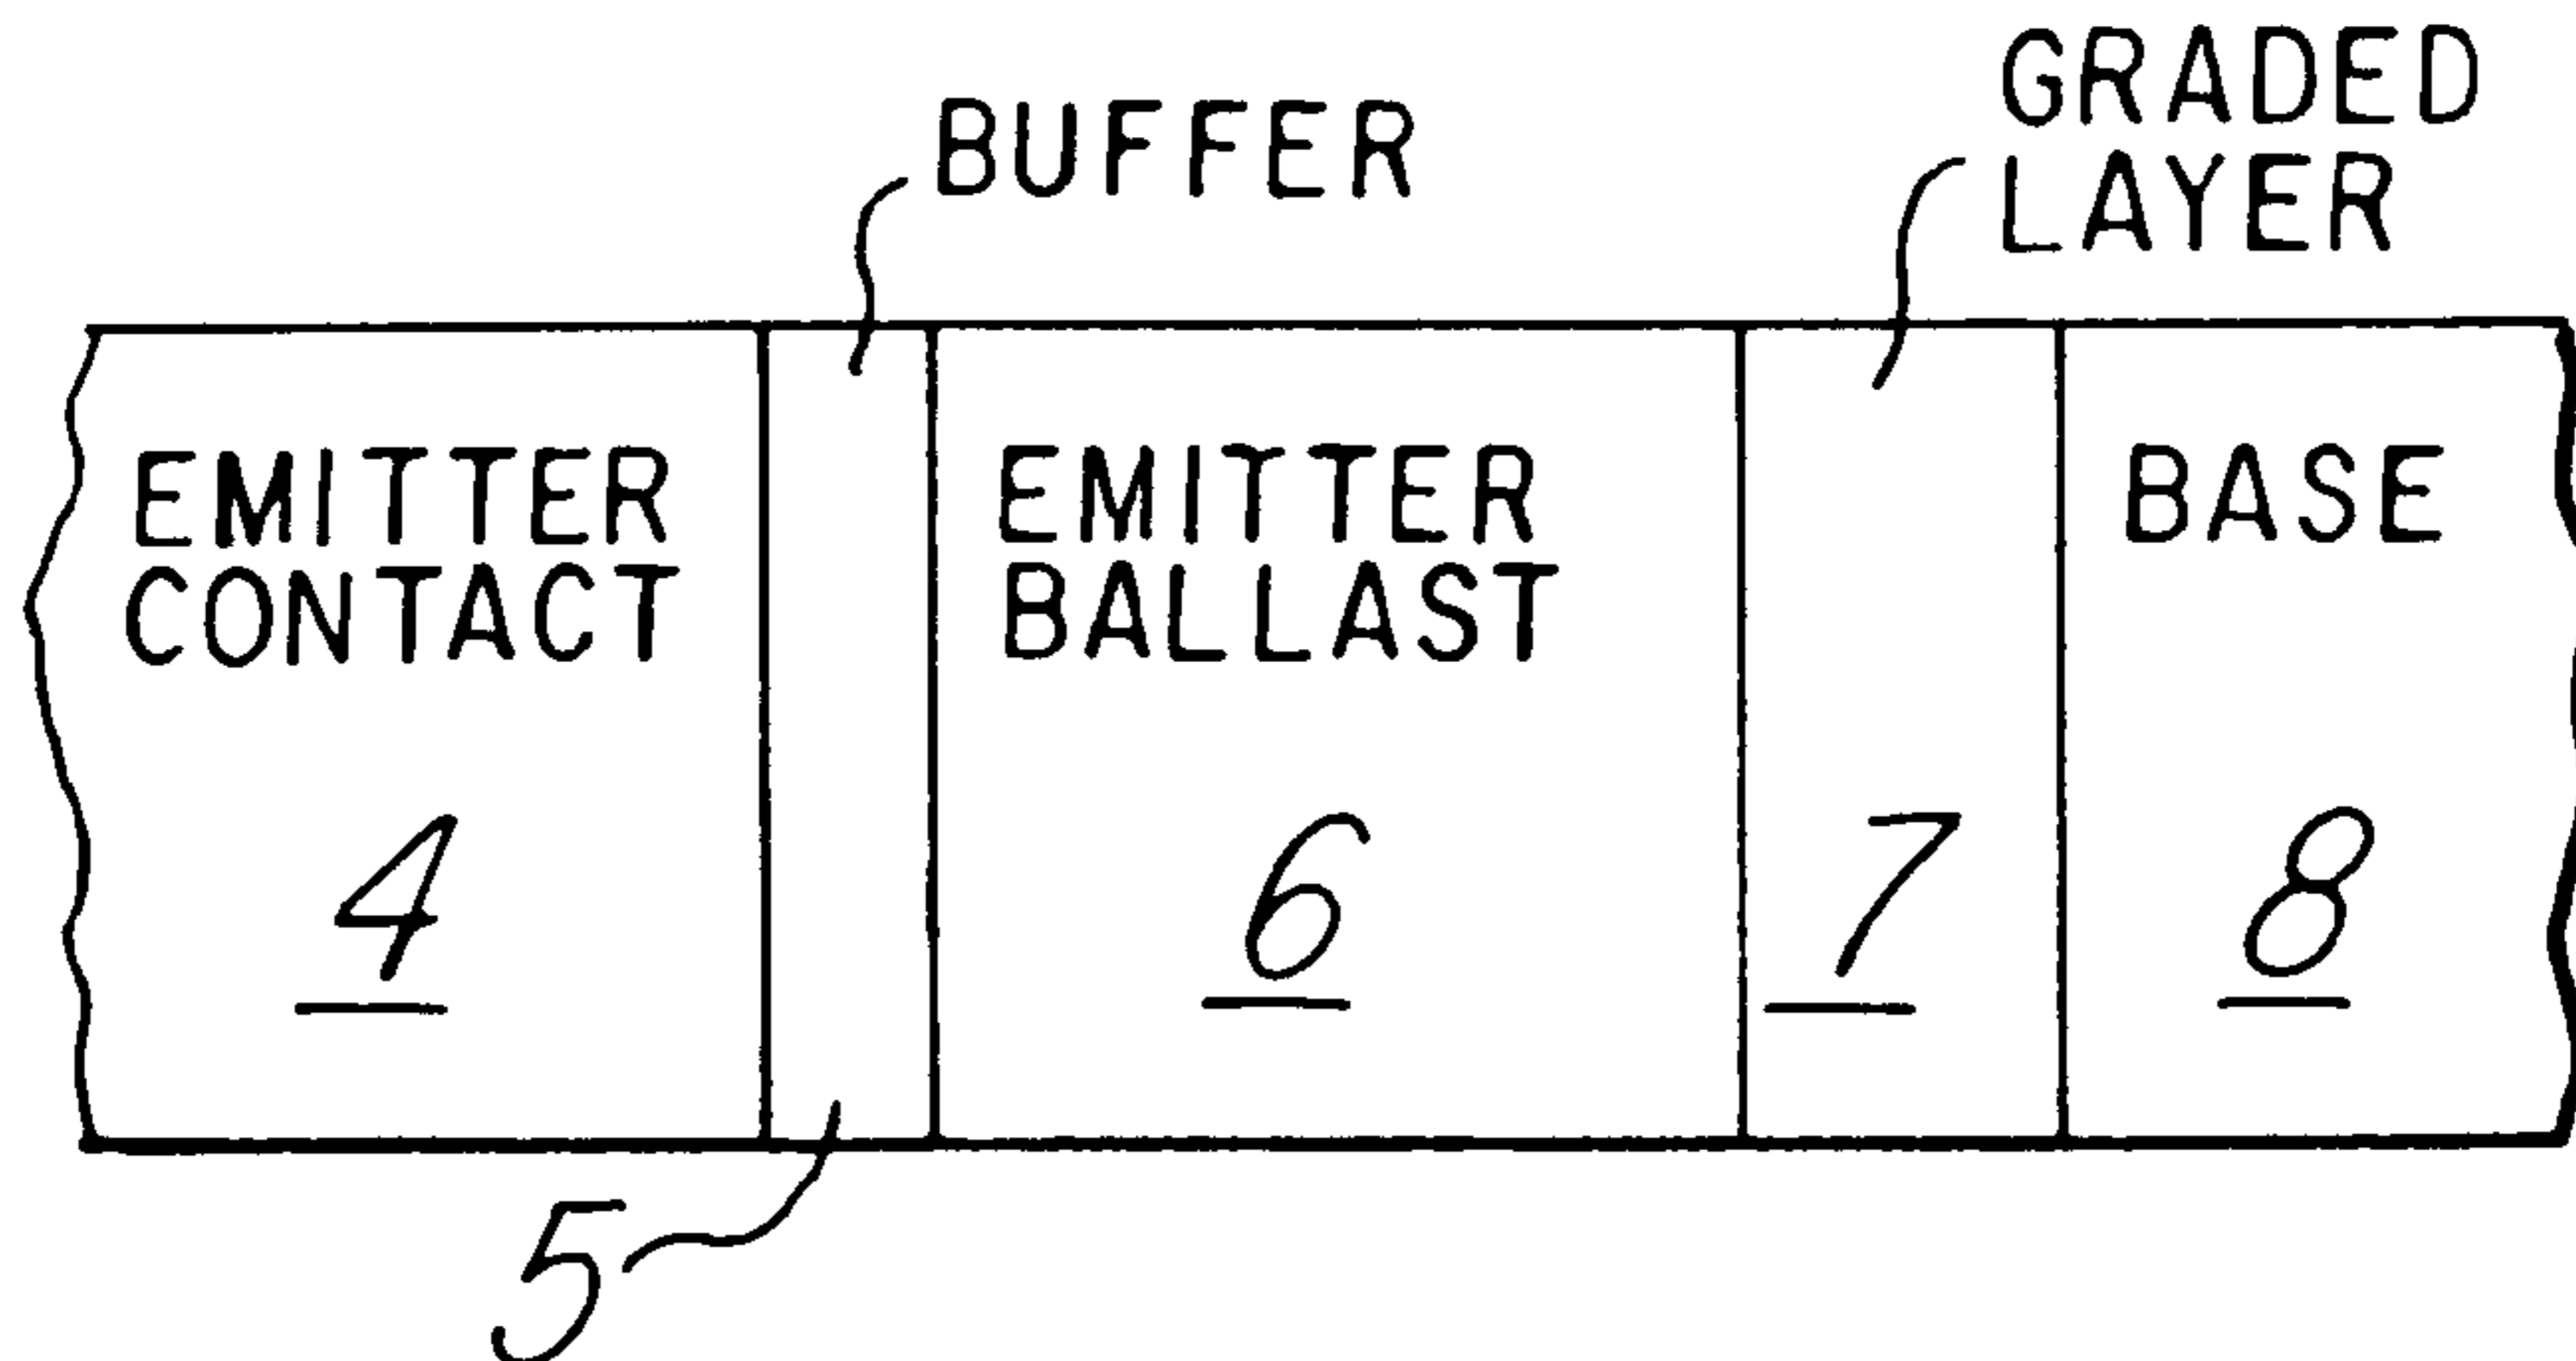 BUFFER
GRADED
LAYER
EMITTER
CONTACT
EMITTER
BALLAST
BASE
4
6
7
8
5